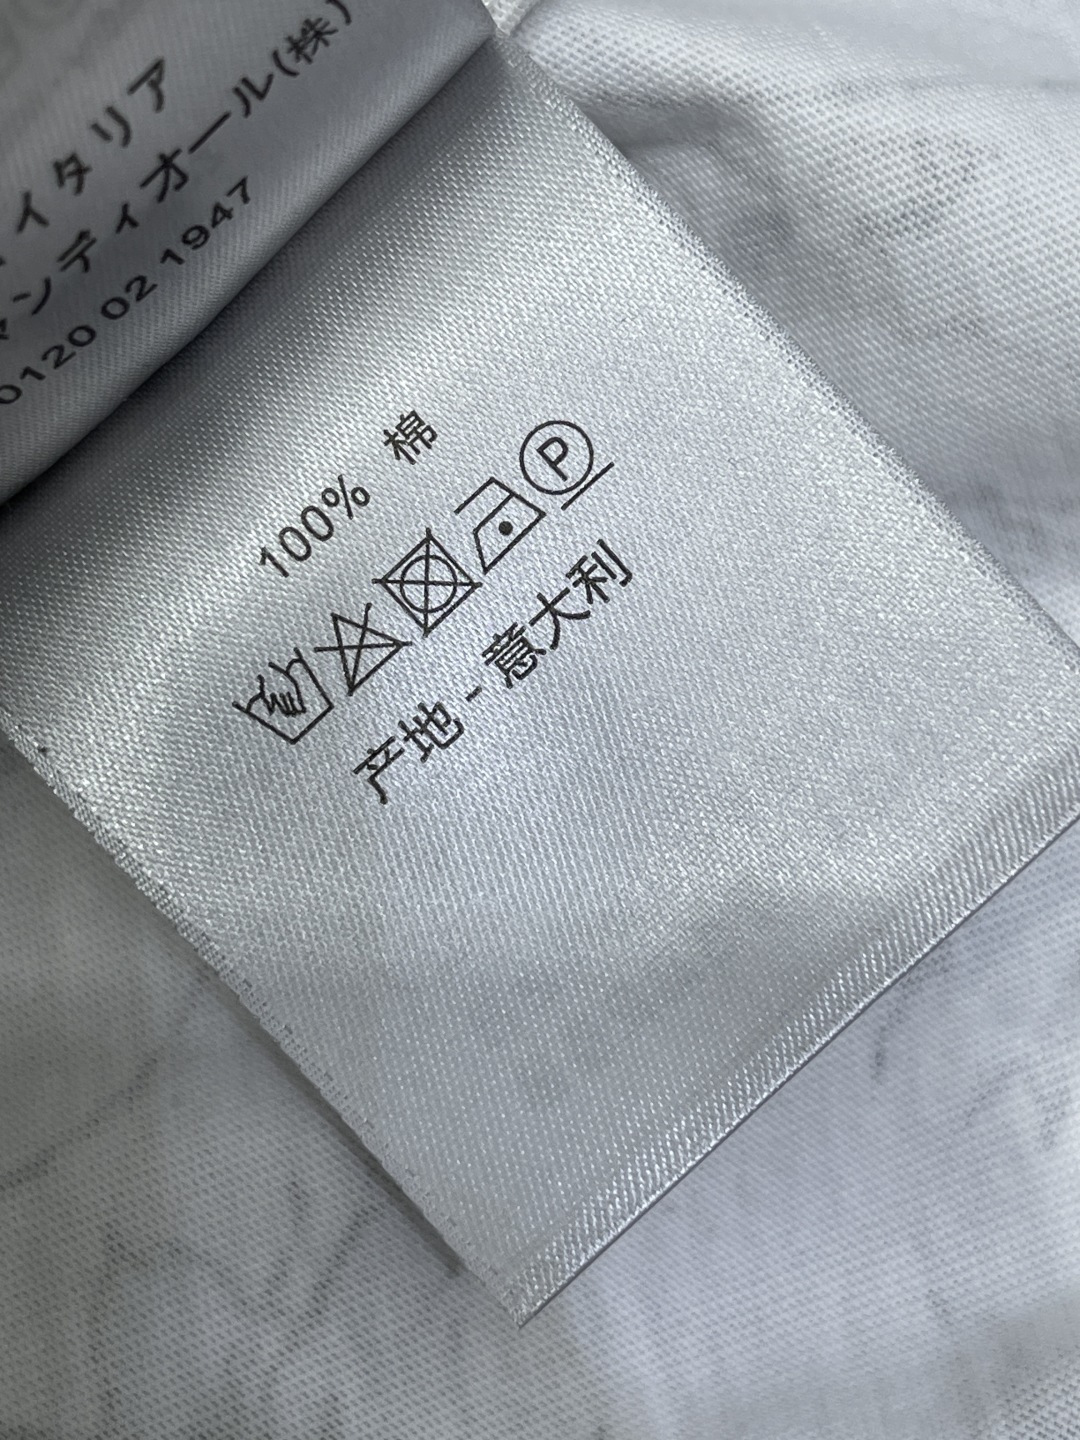 イタリア
ャンディオール(株)
0120 02 1947
100% 棉
P
产地 - 意大利